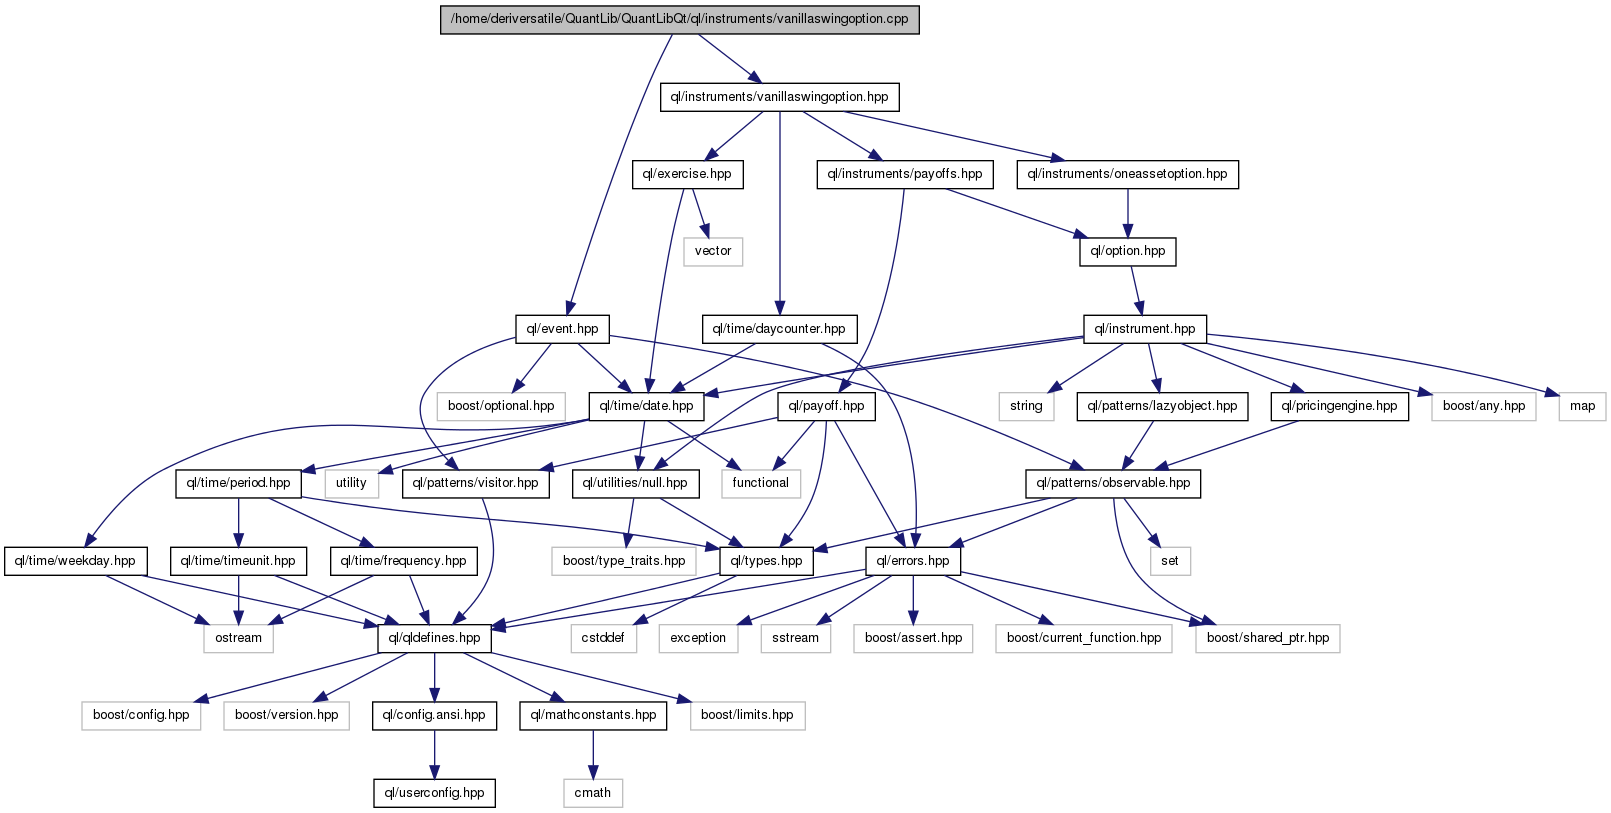 /home/deriversatile/QuantLib/QuantLibQt/ql/instruments/vanillaswingoption.cpp
ql/instruments/vanillaswingoption.hpp
ql/exercise.hpp
ql/instruments/payoffs.hpp
ql/instruments/oneassetoption.hpp
vector
ql/option.hpp
ql/event.hpp
ql/time/daycounter.hpp
ql/instrument.hpp
boost/optional.hpp
ql/time/date.hpp
ql/payoff.hpp
string
ql/patterns/lazyobject.hpp
ql/pricingengine.hpp
boost/any.hpp
map
ql/time/period.hpp
utility
ql/patterns/visitor.hpp
ql/utilities/null.hpp
functional
ql/patterns/observable.hpp
ql/time/weekday.hpp
ql/time/timeunit.hpp
ql/time/frequency.hpp
boost/type_traits.hpp
ql/types.hpp
ql/errors.hpp
set
ostream
ql/qldefines.hpp
cstddef
exception
sstream
boost/assert.hpp
boost/current_function.hpp
boost/shared_ptr.hpp
boost/config.hpp
boost/version.hpp
ql/config.ansi.hpp
ql/mathconstants.hpp
boost/limits.hpp
ql/userconfig.hpp
cmath